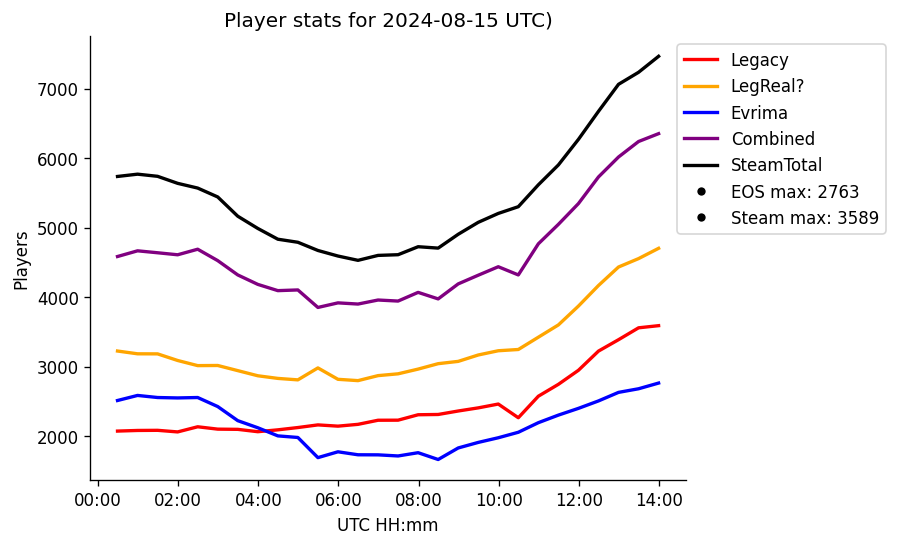 Player stats for 2024-08-15 UTC)
Players
7000
6000
5000
4000
3000
2000
00:00 02:00 04:00 06:00 08:00 10:00 12:00 14:00
UTC HH:mm
Legacy
LegReal?
Evrima
Combined
SteamTotal
EOS max: 2763
Steam max: 3589